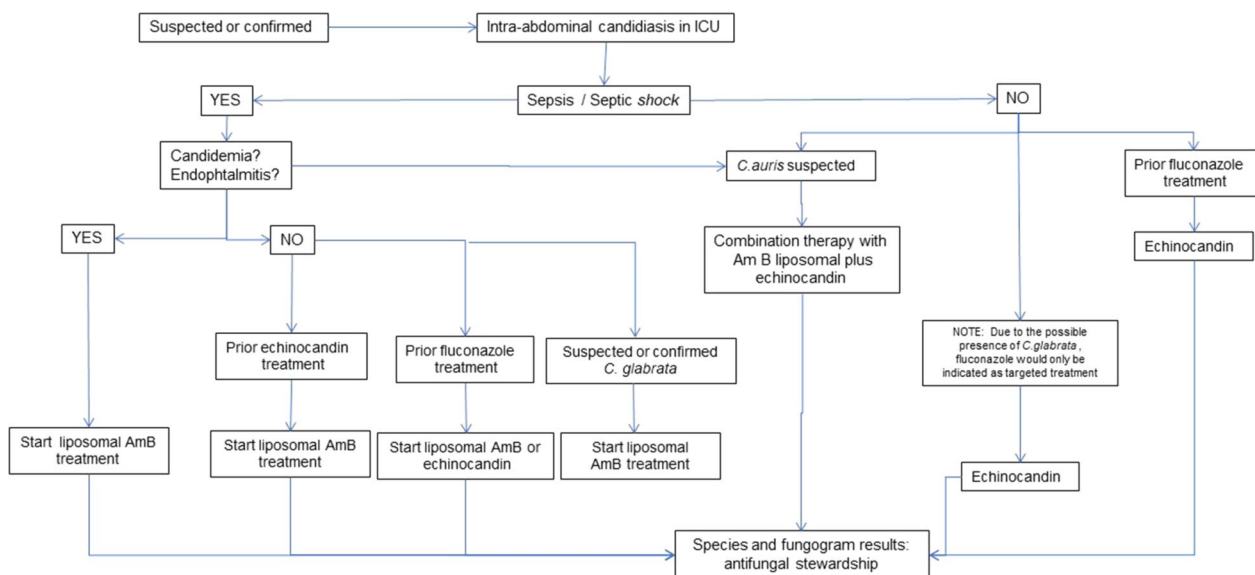 Suspected or confirmed
Intra-abdominal candidiasis in ICU
YES
Sepsis / Septic shock
NO
Candidemia?
Endophtalmitis?
C.auris suspected
Prior fluconazole
treatment
YES
NO
Combination therapy with
Am B liposomal plus
echinocandin
Echinocandin
Prior echinocandin
treatment
Prior fluconazole
treatment
Suspected or confirmed
C. glabrata
NOTE: Due to the possible
presence of C.glabrata ,
fluconazole would only be
indicated as targeted treatment
Start liposomal AmB
treatment
Start liposomal AmB
treatment
Start liposomal AmB or
echinocandin
Start liposomal
AmB treatment
Echinocandin
Species and fungogram results:
antifungal stewardship